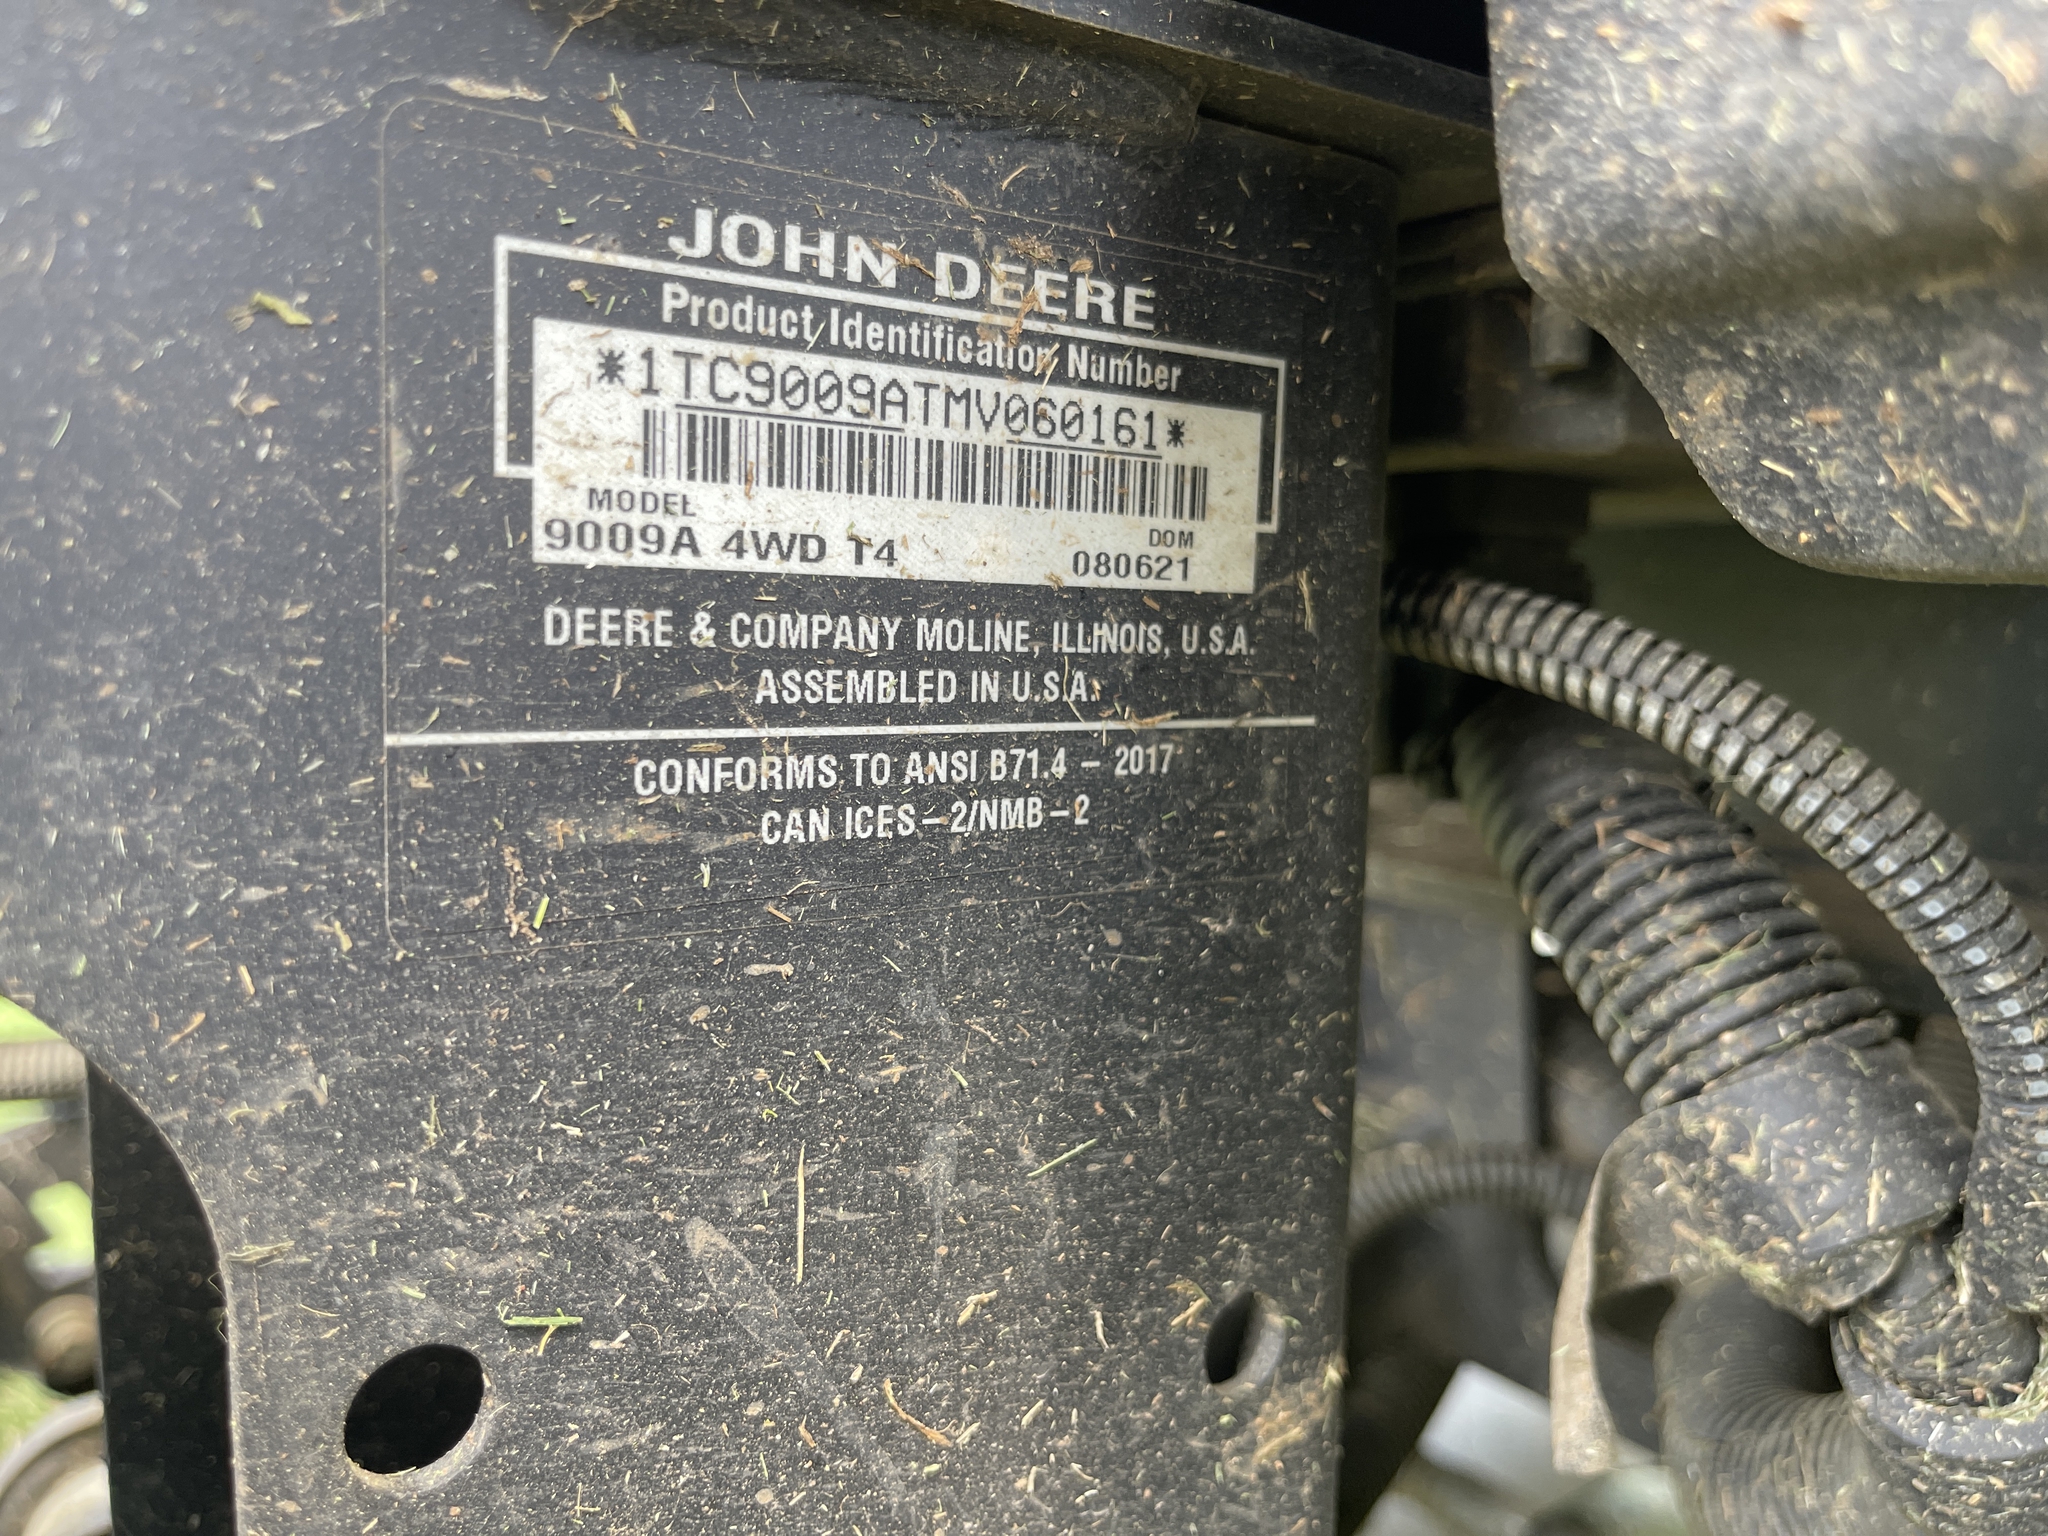 JOHN DEERE
Product Identification Number
*1TC9009ATMV060161*
MODEL
9009A 4WD T4
DOM
080621
DEERE & COMPANY MOLINE, ILLINOIS, U.S.A.
ASSEMBLED IN U.S.A.
CONFORMS TO ANSI B71.4 – 2017
CAN ICES – 2/NMB – 2